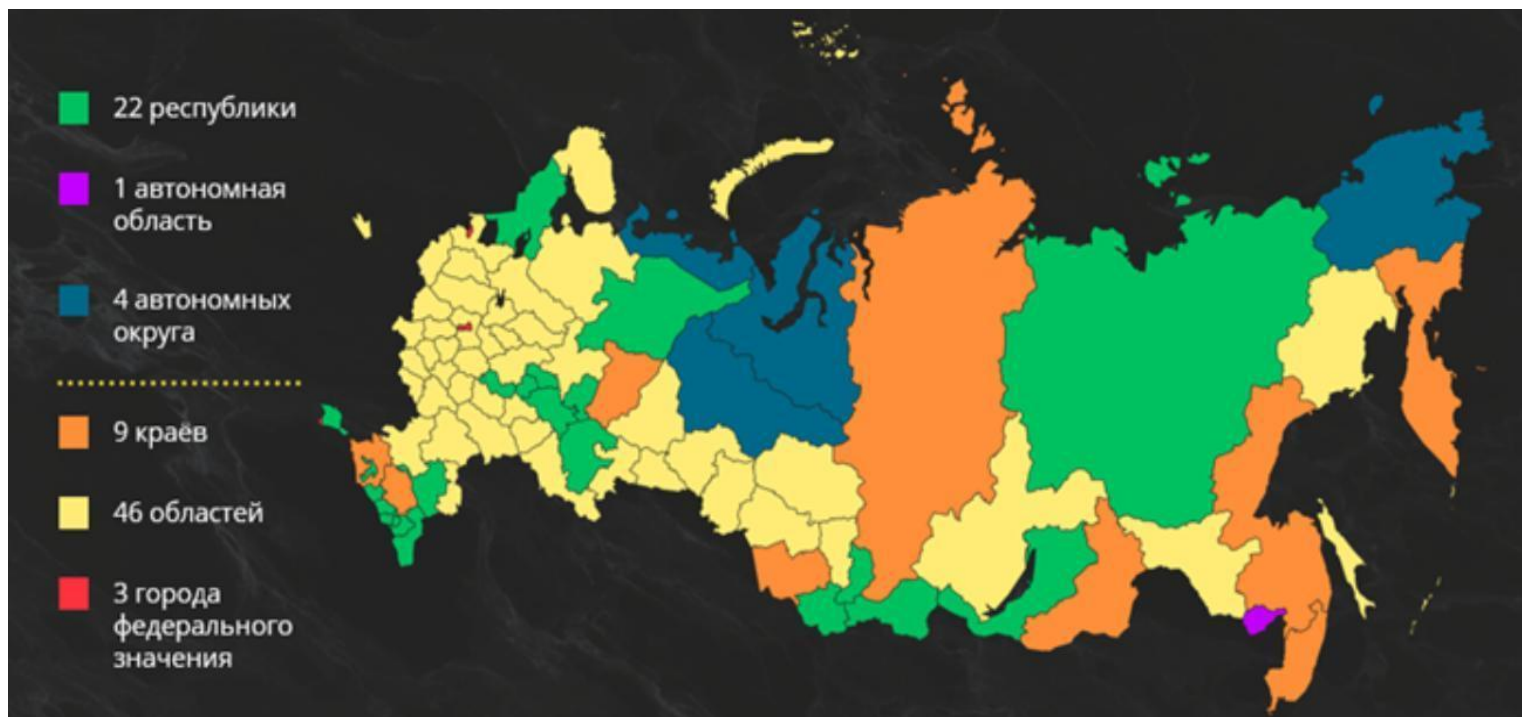 22 республики
1 автономная
область
4 автономных
округа
9 краёв
46 областей
3 города
федерального
значения